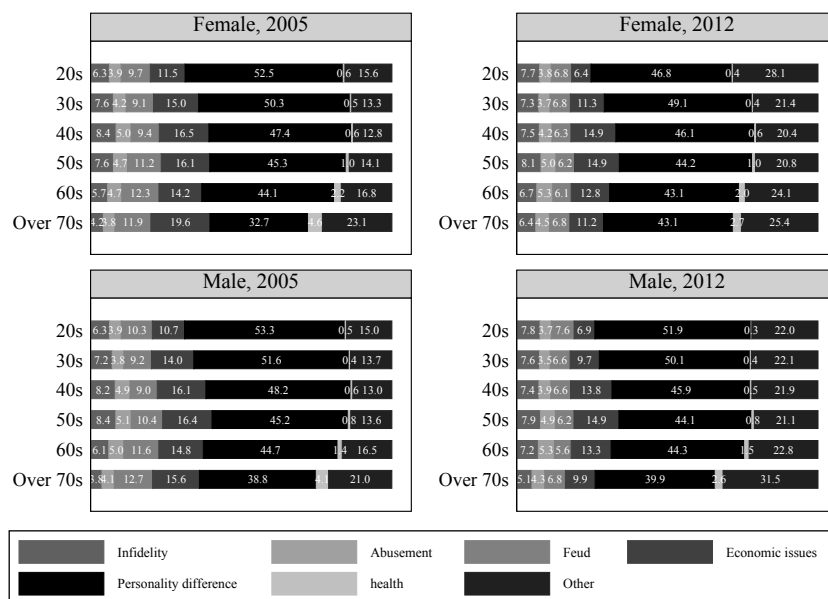 Female, 2005
20s 6.3 3.9 9.7 11.5 52.5 0.6 15.6
30s 7.6 4.2 9.1 15.0 50.3 0.5 13.3
40s 8.4 5.0 9.4 16.5 47.4 0.6 12.8
50s 7.6 4.7 11.2 16.1 45.3 1.0 14.1
60s 5.7 4.7 12.3 14.2 44.1 2.2 16.8
Over 70s 4.2 3.8 11.9 19.6 32.7 4.6 23.1
Female, 2012
20s 7.7 3.8 6.8 6.4 46.8 0.4 28.1
30s 7.3 3.7 6.8 11.3 49.1 0.4 21.4
40s 7.5 4.2 6.3 14.9 46.1 0.6 20.4
50s 8.1 5.0 6.2 14.9 44.2 1.0 20.8
60s 6.7 5.3 6.1 12.8 43.1 2.0 24.1
Over 70s 6.4 4.5 6.8 11.2 43.1 2.7 25.4
Male, 2005
20s 6.3 3.9 10.3 10.7 53.3 0.5 15.0
30s 7.2 3.8 9.2 14.0 51.6 0.4 13.7
40s 8.2 4.9 9.0 16.1 48.2 0.6 13.0
50s 8.4 5.1 10.4 16.4 45.2 0.8 13.6
60s 6.1 5.0 11.6 14.8 44.7 1.4 16.5
Over 70s 3.8 4.1 12.7 15.6 38.8 4.1 21.0
Male, 2012
20s 7.8 3.7 7.6 6.9 51.9 0.3 22.0
30s 7.6 3.5 6.6 9.7 50.1 0.4 22.1
40s 7.4 3.9 6.6 13.8 45.9 0.5 21.9
50s 7.9 4.9 6.2 14.9 44.1 0.8 21.1
60s 7.2 5.3 5.6 13.3 44.3 1.5 22.8
Over 70s 5.1 4.3 6.8 9.9 39.9 2.6 31.5
Infidelity Abusement Feud Economic issues
Personality difference health Other